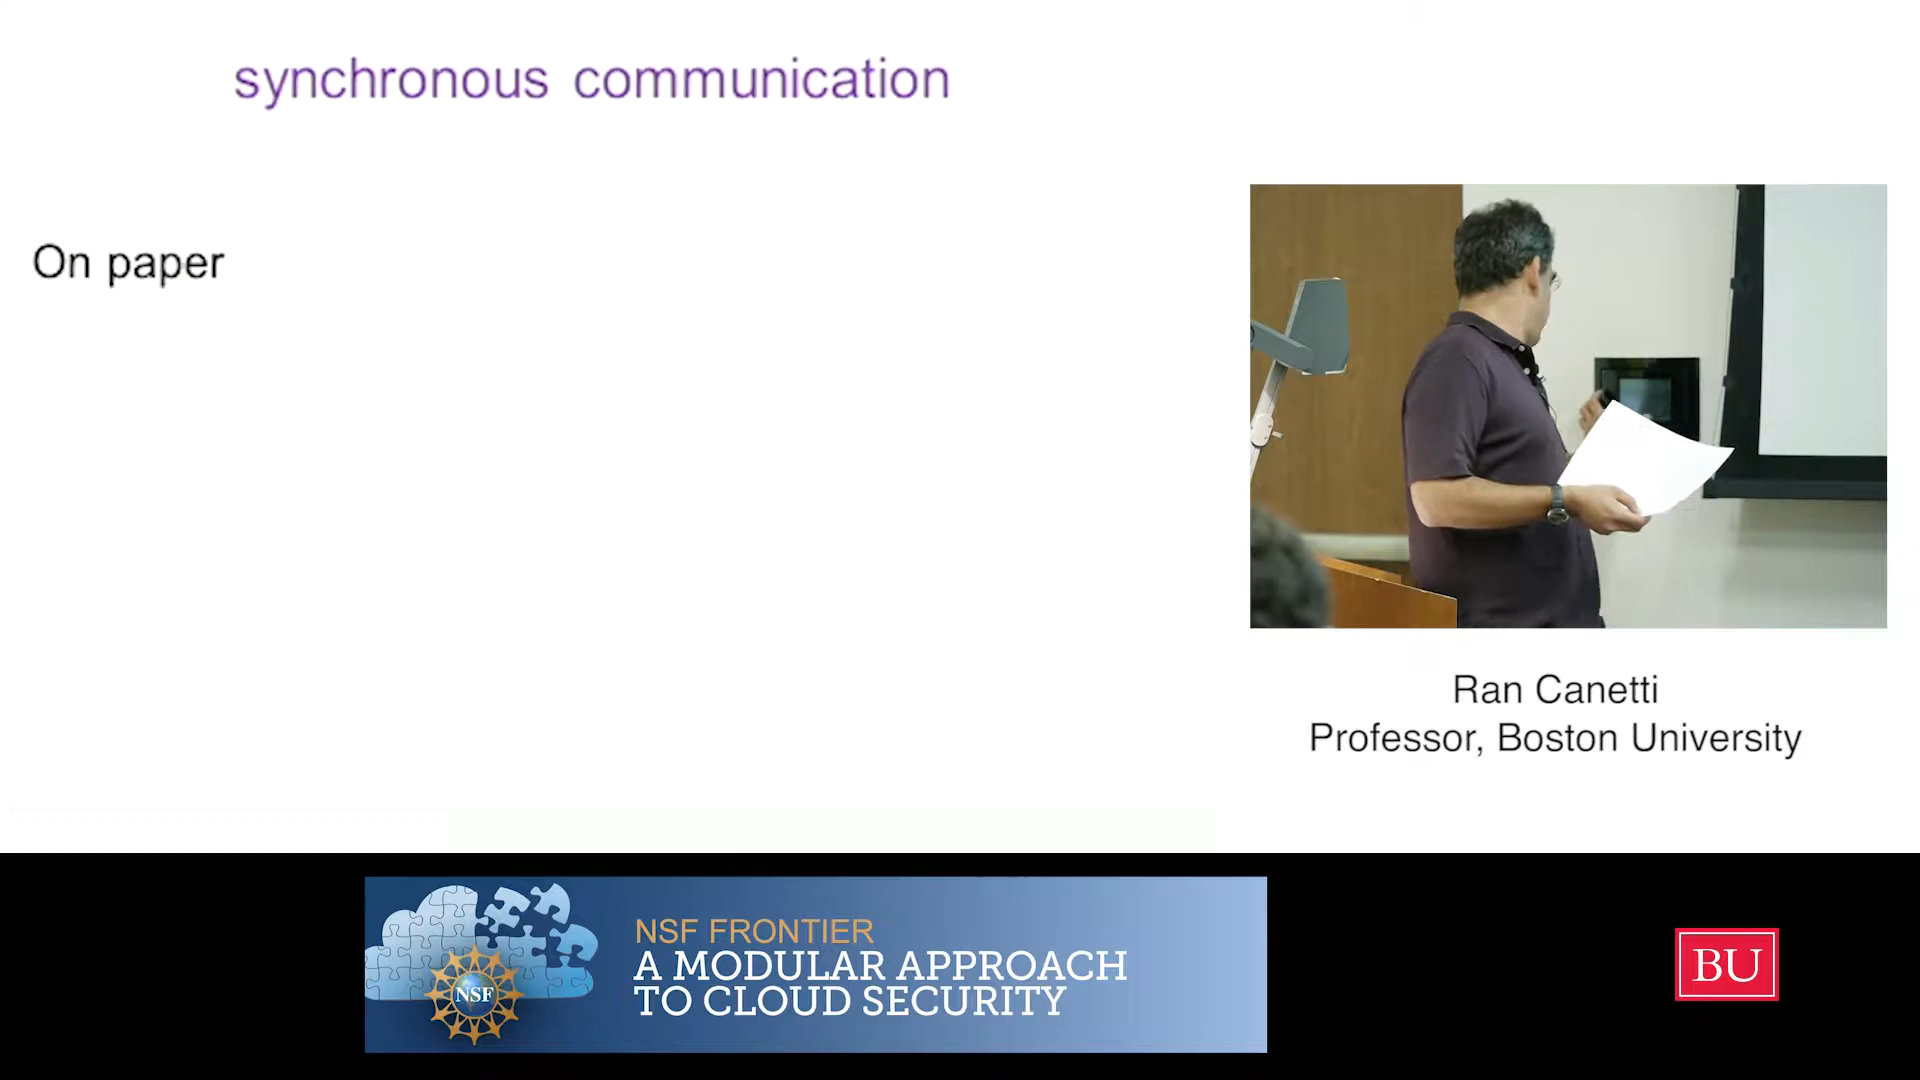 synchronous communication
On paper
Ran Canetti
Professor, Boston University
NSF FRONTIER
A MODULAR APPROACH
TO CLOUD SECURITY
NSF
BU